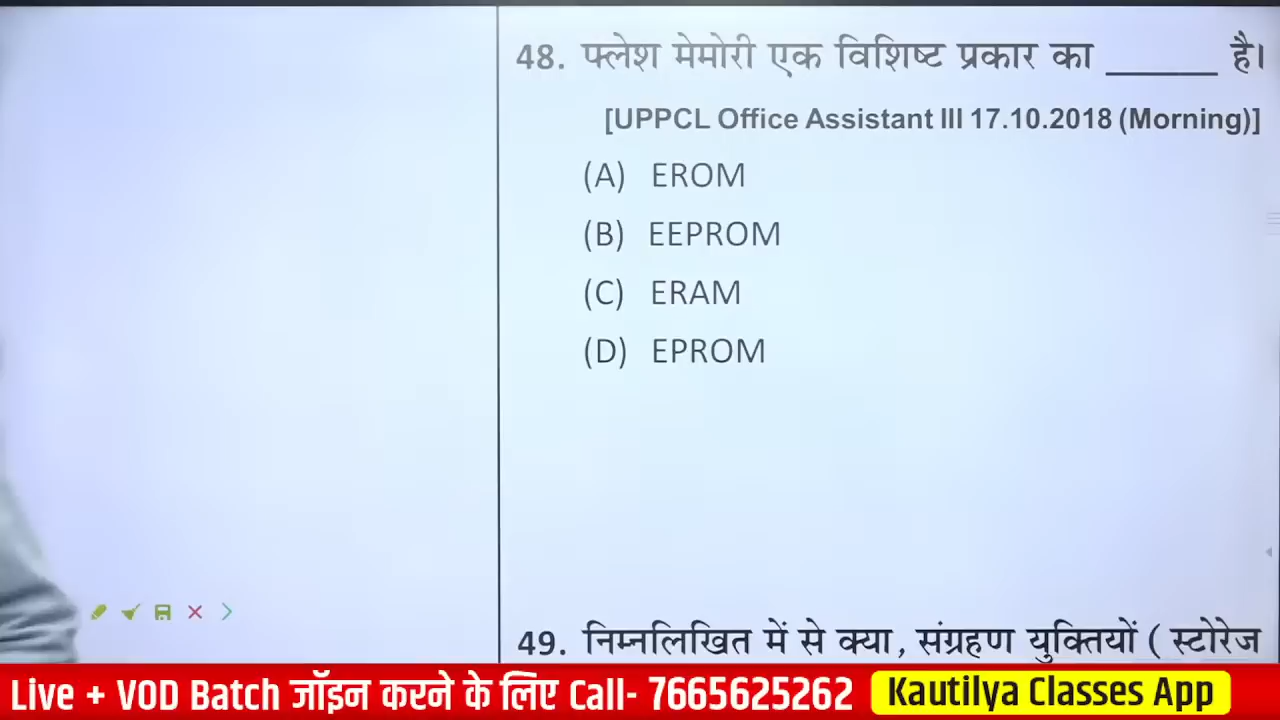 48. फ्लेश मेमोरी एक विशिष्ट प्रकार का ______ है।
[UPPCL Office Assistant III 17.10.2018 (Morning)]
(A) EROM
(B) EEPROM
(C) ERAM
(D) EPROM
49. निम्नलिखित में से क्या, संग्रहण युक्तियों ( स्टोरेज
Live + VOD Batch जॉइन करने के लिए Call- 7665625262 Kautilya Classes App